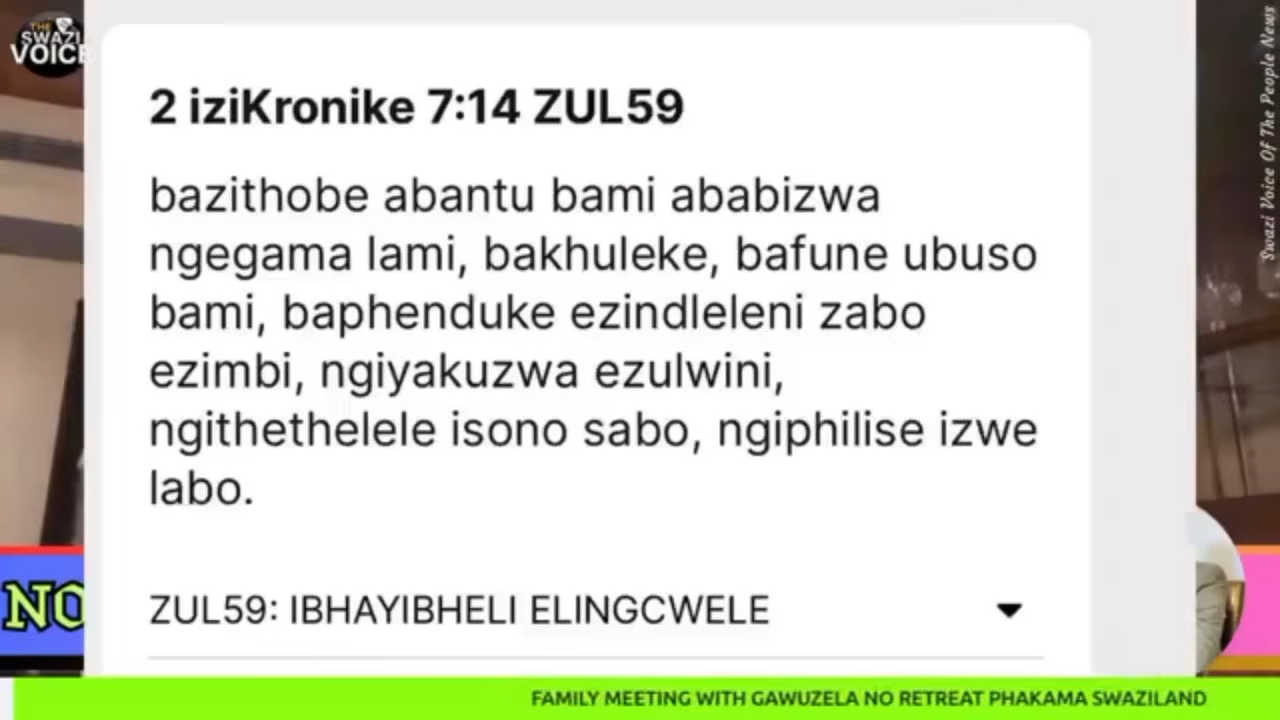 THE
SWAZI
VOICE
2 iziKronike 7:14 ZUL59
bazithobe abantu bami ababizwa
ngegama lami, bakhuleke, bafune ubuso
bami, baphenduke ezindleleni zabo
ezimbi, ngiyakuzwa ezulwini,
ngithethelele isono sabo, ngiphilise izwe
labo.
ZUL59: IBHAYIBHELI ELINGCWELE
Swazi Voice Of The People News
NO
FAMILY MEETING WITH GAWUZELA NO RETREAT PHAKAMA SWAZILAND